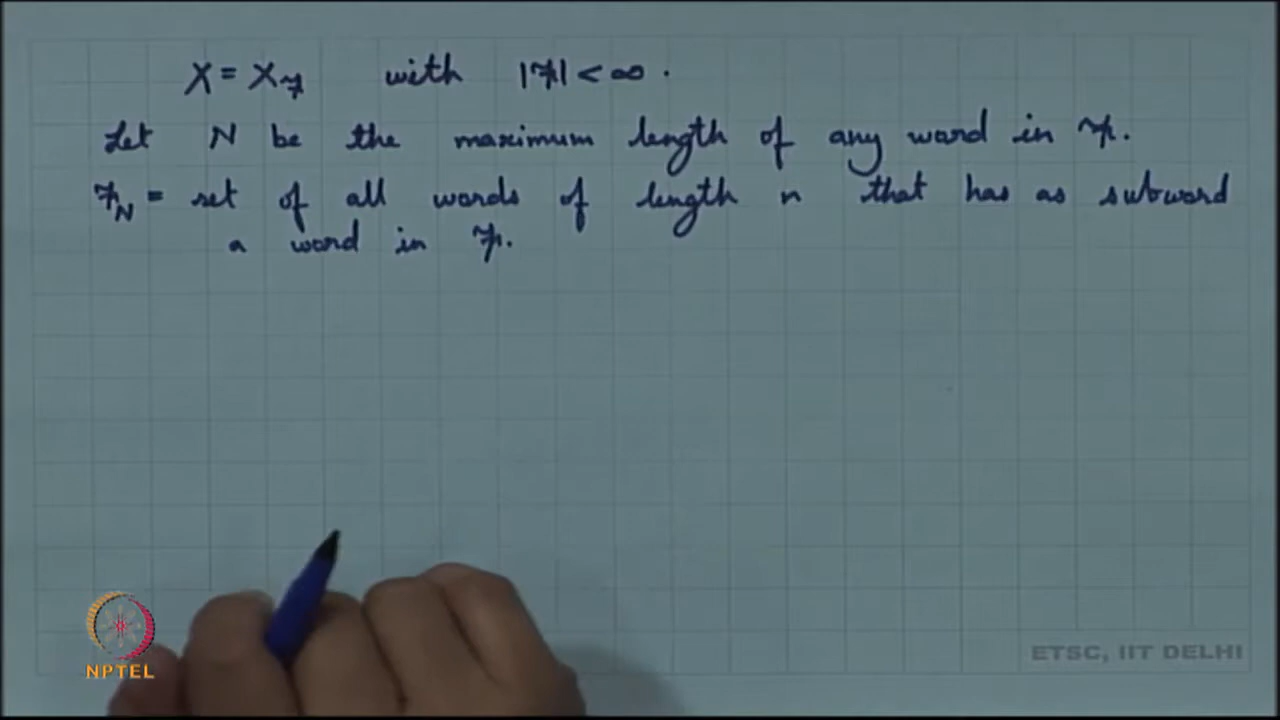 X = X_ℱ with |ℱ| < ∞.
Let N be the maximum length of any word in ℱ.
ℱ_N = set of all words of length n that has as subword
a word in ℱ.
NPTEL
ETSC, IIT DELHI